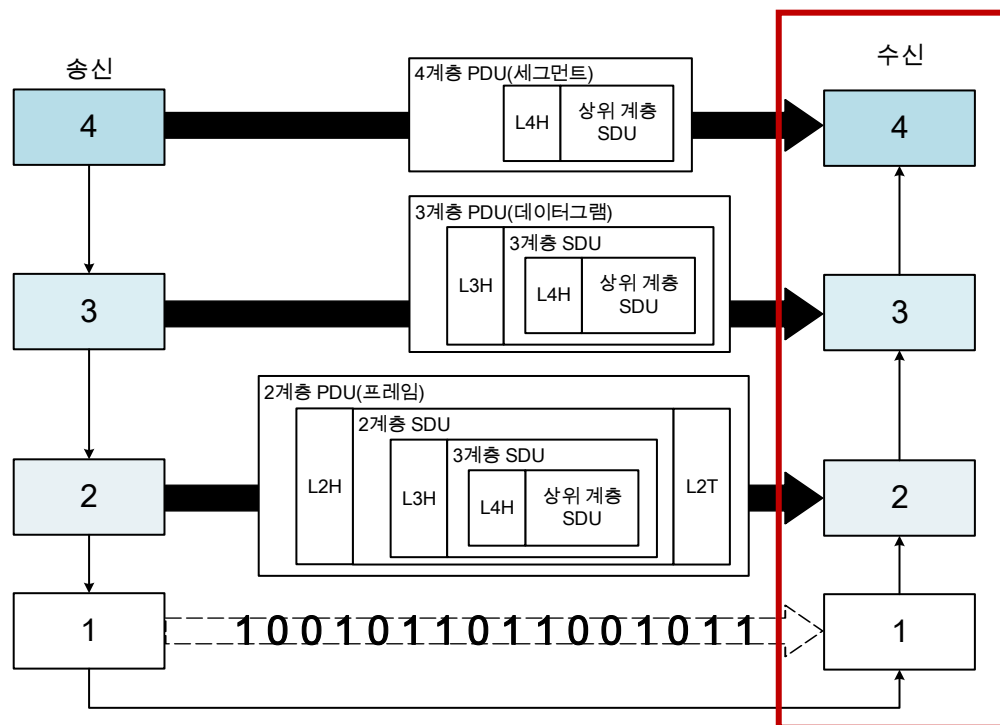 송신
수신
4
4계층 PDU(세그먼트)
L4H
상위 계층
SDU
4
3
3계층 PDU(데이터그램)
L3H
3계층 SDU
L4H
상위 계층
SDU
3
2
2계층 PDU(프레임)
L2H
2계층 SDU
L3H
3계층 SDU
L4H
상위 계층
SDU
L2T
2
1
1001011011001011
1